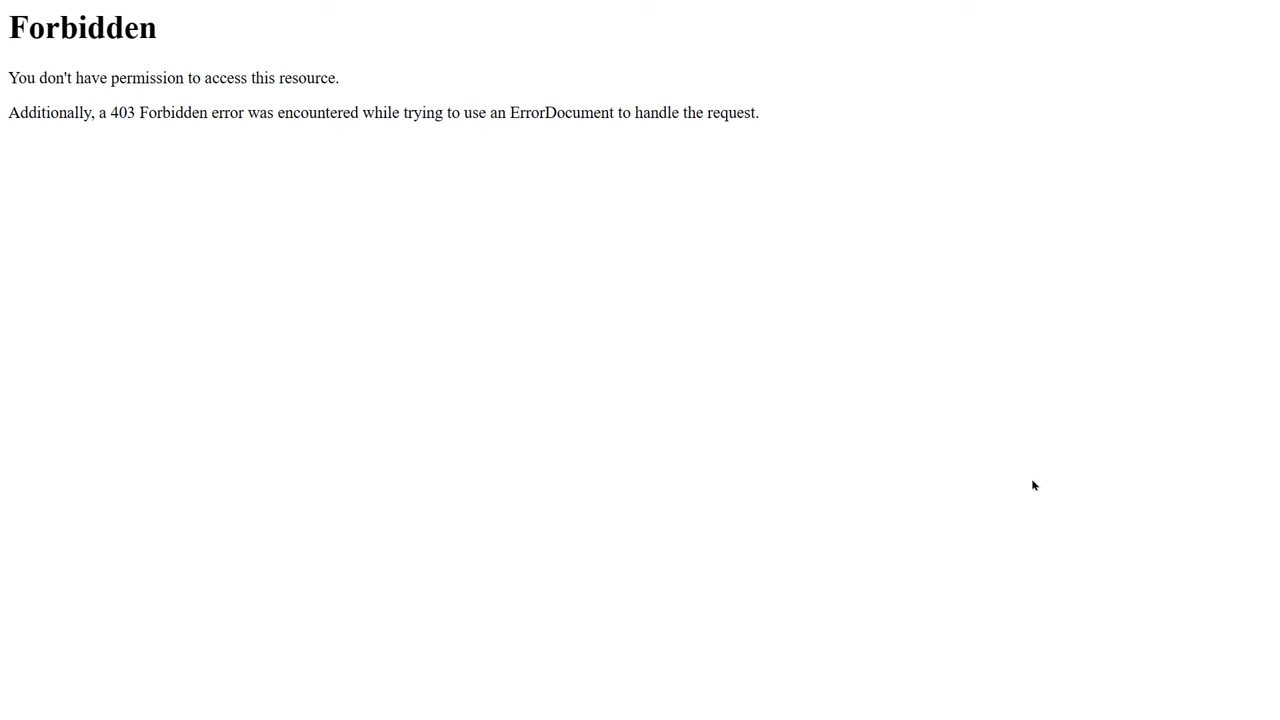 Forbidden
You don't have permission to access this resource.
Additionally, a 403 Forbidden error was encountered while trying to use an ErrorDocument to handle the request.